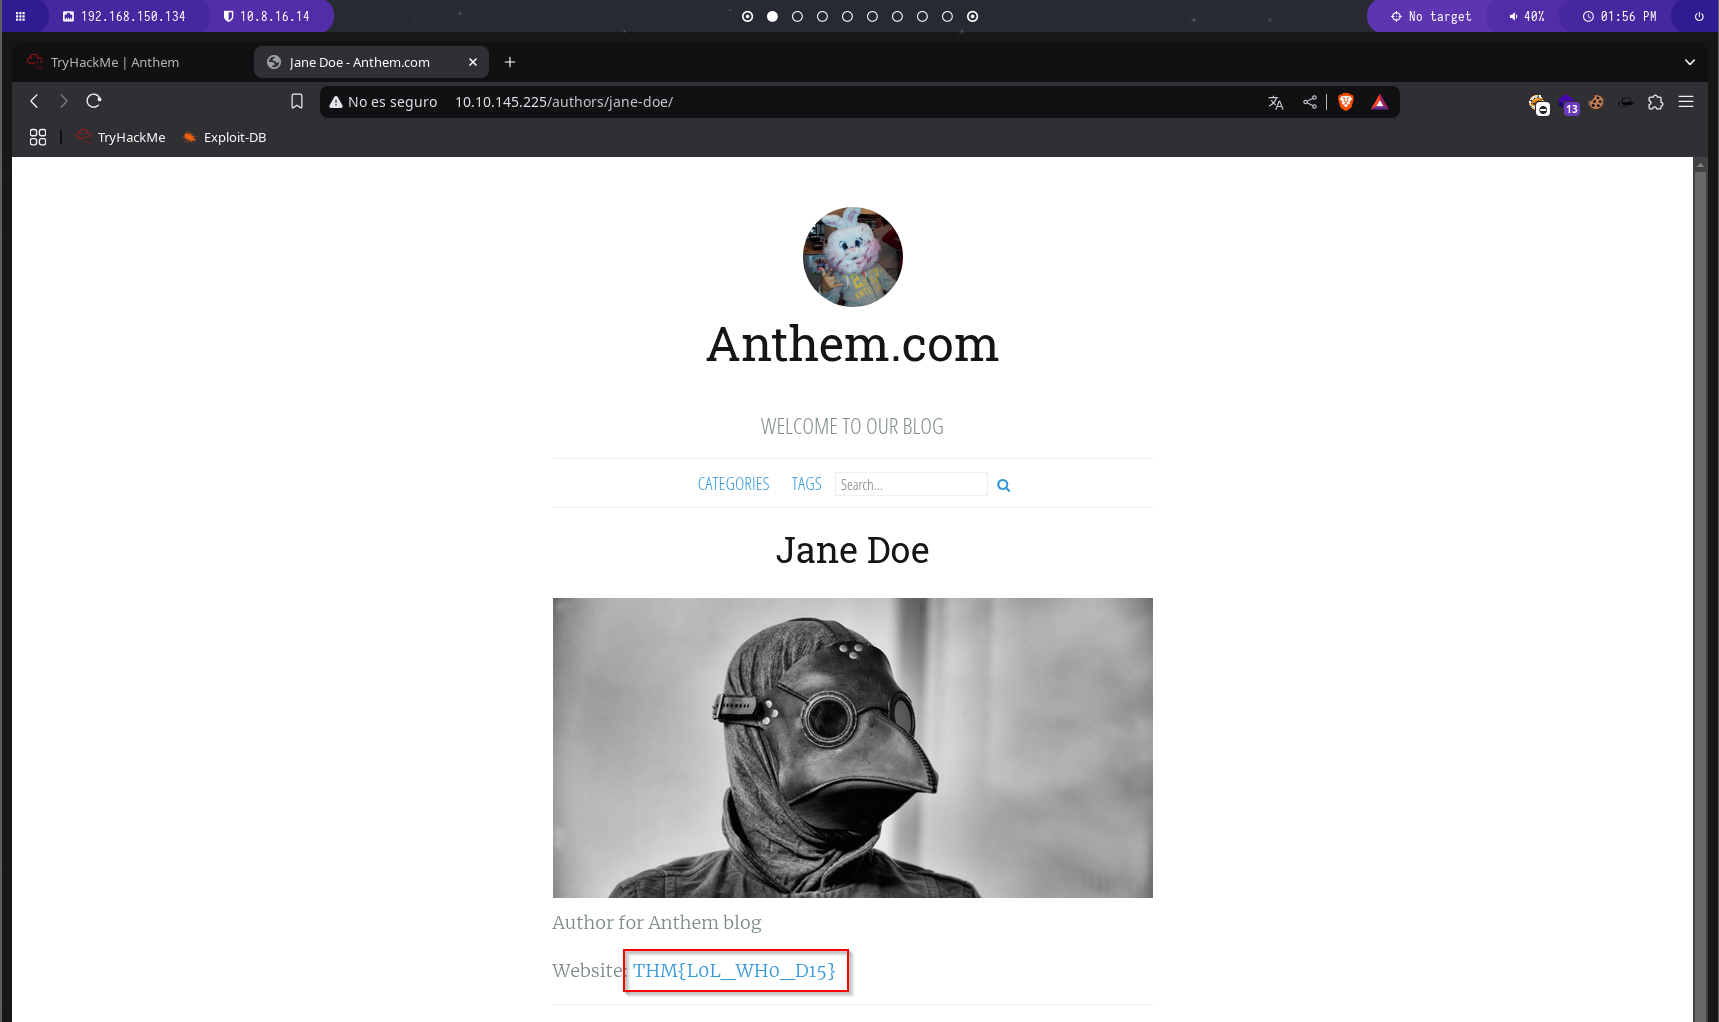 192.168.150.134 10.8.16.14 No target 40% 01:56 PM
TryHackMe | Anthem Jane Doe - Anthem.com
No es seguro 10.10.145.225/authors/jane-doe/ 13
TryHackMe Exploit-DB
Anthem.com
WELCOME TO OUR BLOG
CATEGORIES TAGS Search...
Jane Doe
Author for Anthem blog
Website: THM{L0L_WH0_D15}